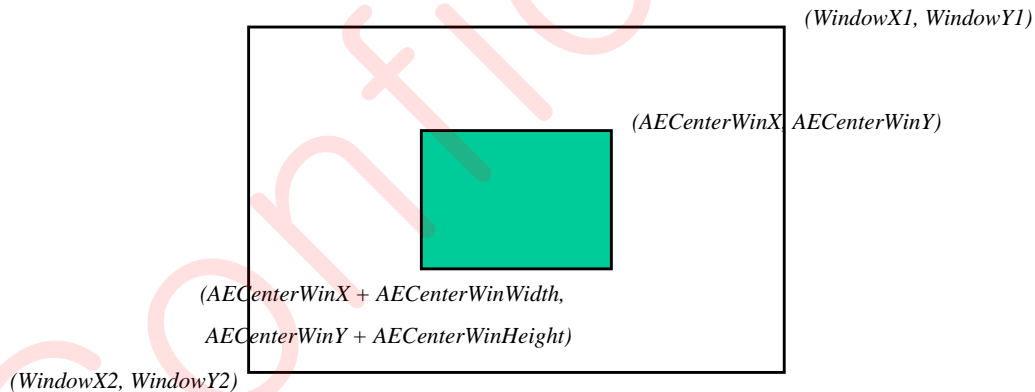 (WindowX1, WindowY1)
(AECenterWinX, AECenterWinY)
(AECenterWinX + AECenterWinWidth,
AECenterWinY + AECenterWinHeight)
(WindowX2, WindowY2)